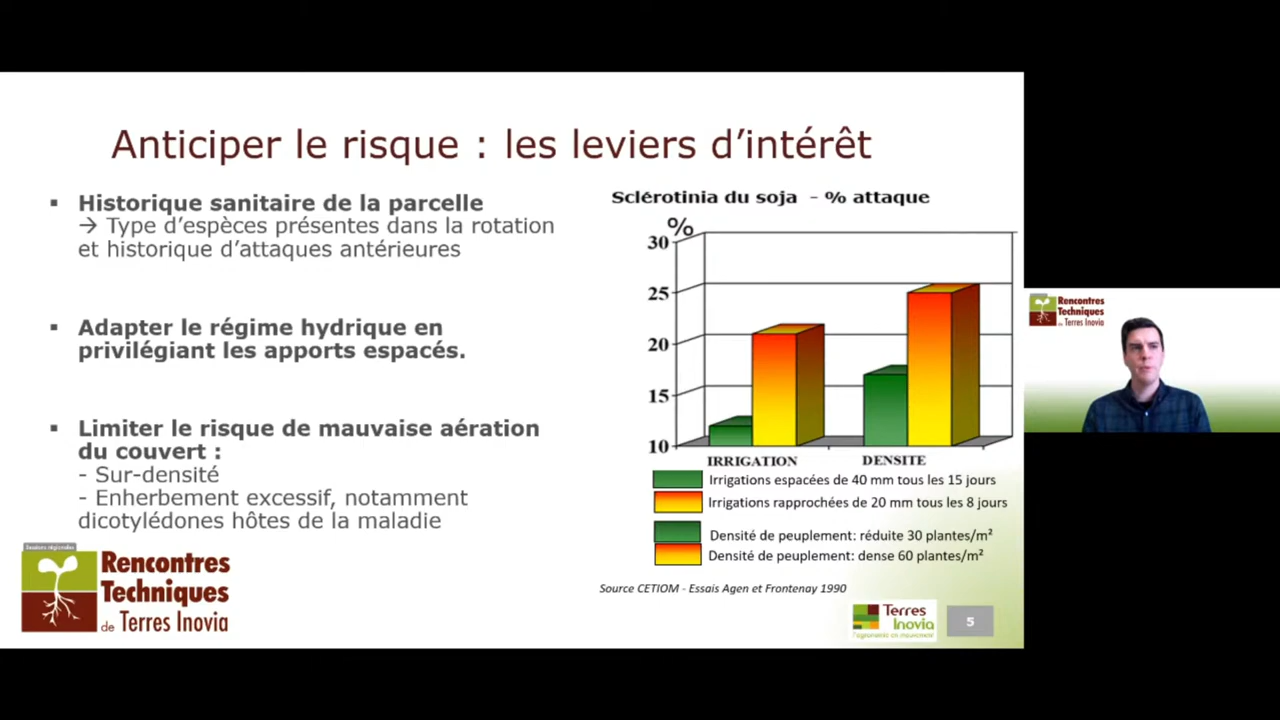 Anticiper le risque : les leviers d’intérêt
▪ Historique sanitaire de la parcelle
→ Type d’espèces présentes dans la rotation
et historique d’attaques antérieures
▪ Adapter le régime hydrique en
privilégiant les apports espacés.
▪ Limiter le risque de mauvaise aération
du couvert :
- Sur-densité
- Enherbement excessif, notamment
dicotylédones hôtes de la maladie
Sclérotinia du soja - % attaque
%
30
25
20
15
10
IRRIGATION DENSITE
Irrigations espacées de 40 mm tous les 15 jours
Irrigations rapprochées de 20 mm tous les 8 jours
Densité de peuplement: réduite 30 plantes/m²
Densité de peuplement: dense 60 plantes/m²
Source CETIOM - Essais Agen et Frontenay 1990
Sessions régionales
Rencontres
Techniques
de Terres Inovia
Terres
Inovia
l'agronomie en mouvement
5
Rencontres
Techniques
de Terres Inovia